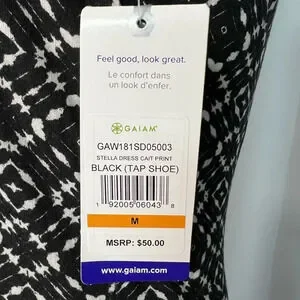 Feel good, look great.
Le confort dans
un look d'enfer.
GAIAM
GAW181SD05003
STELLA DRESS CAIT PRINT
BLACK (TAP SHOE)
1 92005 06043 8
M
MSRP: $50.00
www.gaiam.com